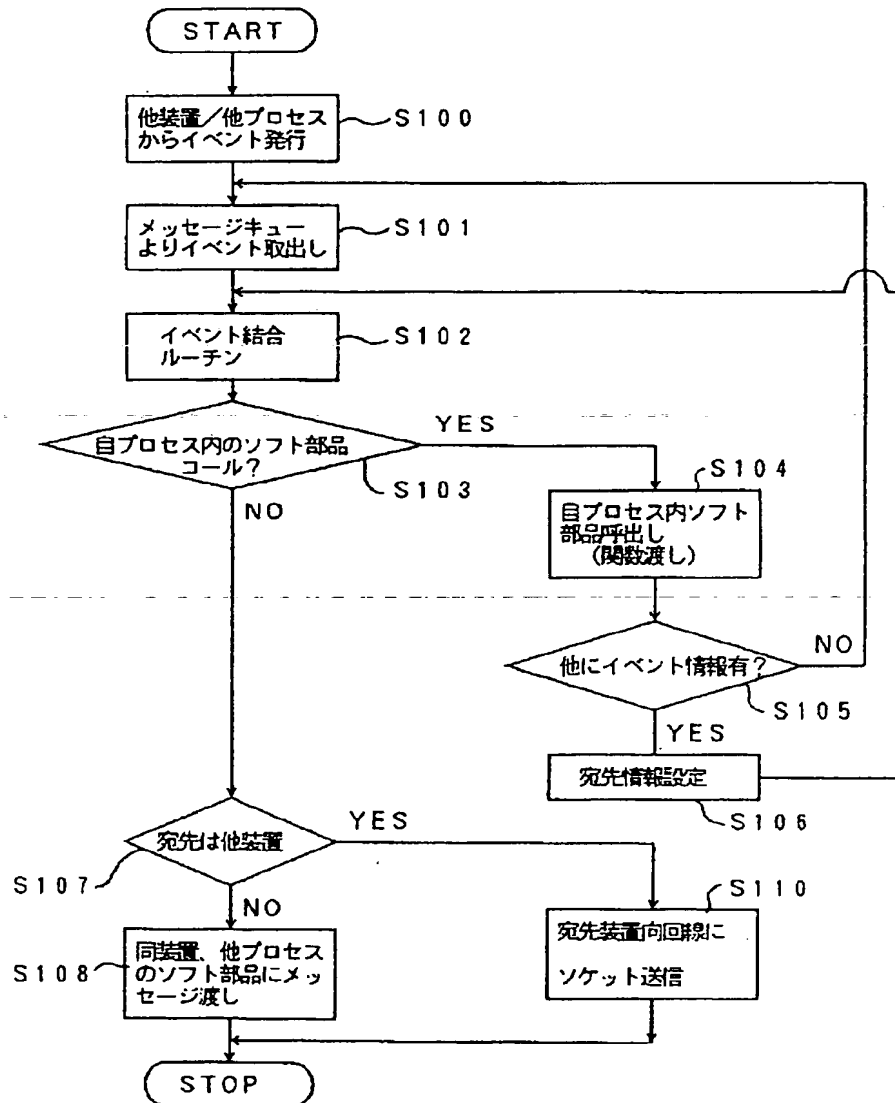 START
他装置／他プロセス
からイベント発行
S100
メッセージキュー
よりイベント取出し
S101
イベント結合
ルーチン
S102
自プロセス内のソフト部品
コール？
S103
YES
NO
S104
自プロセス内ソフト
部品呼出し
（関数渡し）
他にイベント情報有？
NO
S105
YES
宛先情報設定
S106
宛先は他装置
YES
S107
NO
S108
同装置、他プロセス
のソフト部品にメッ
セージ渡し
S110
宛先装置向回線に
ソケット送信
STOP